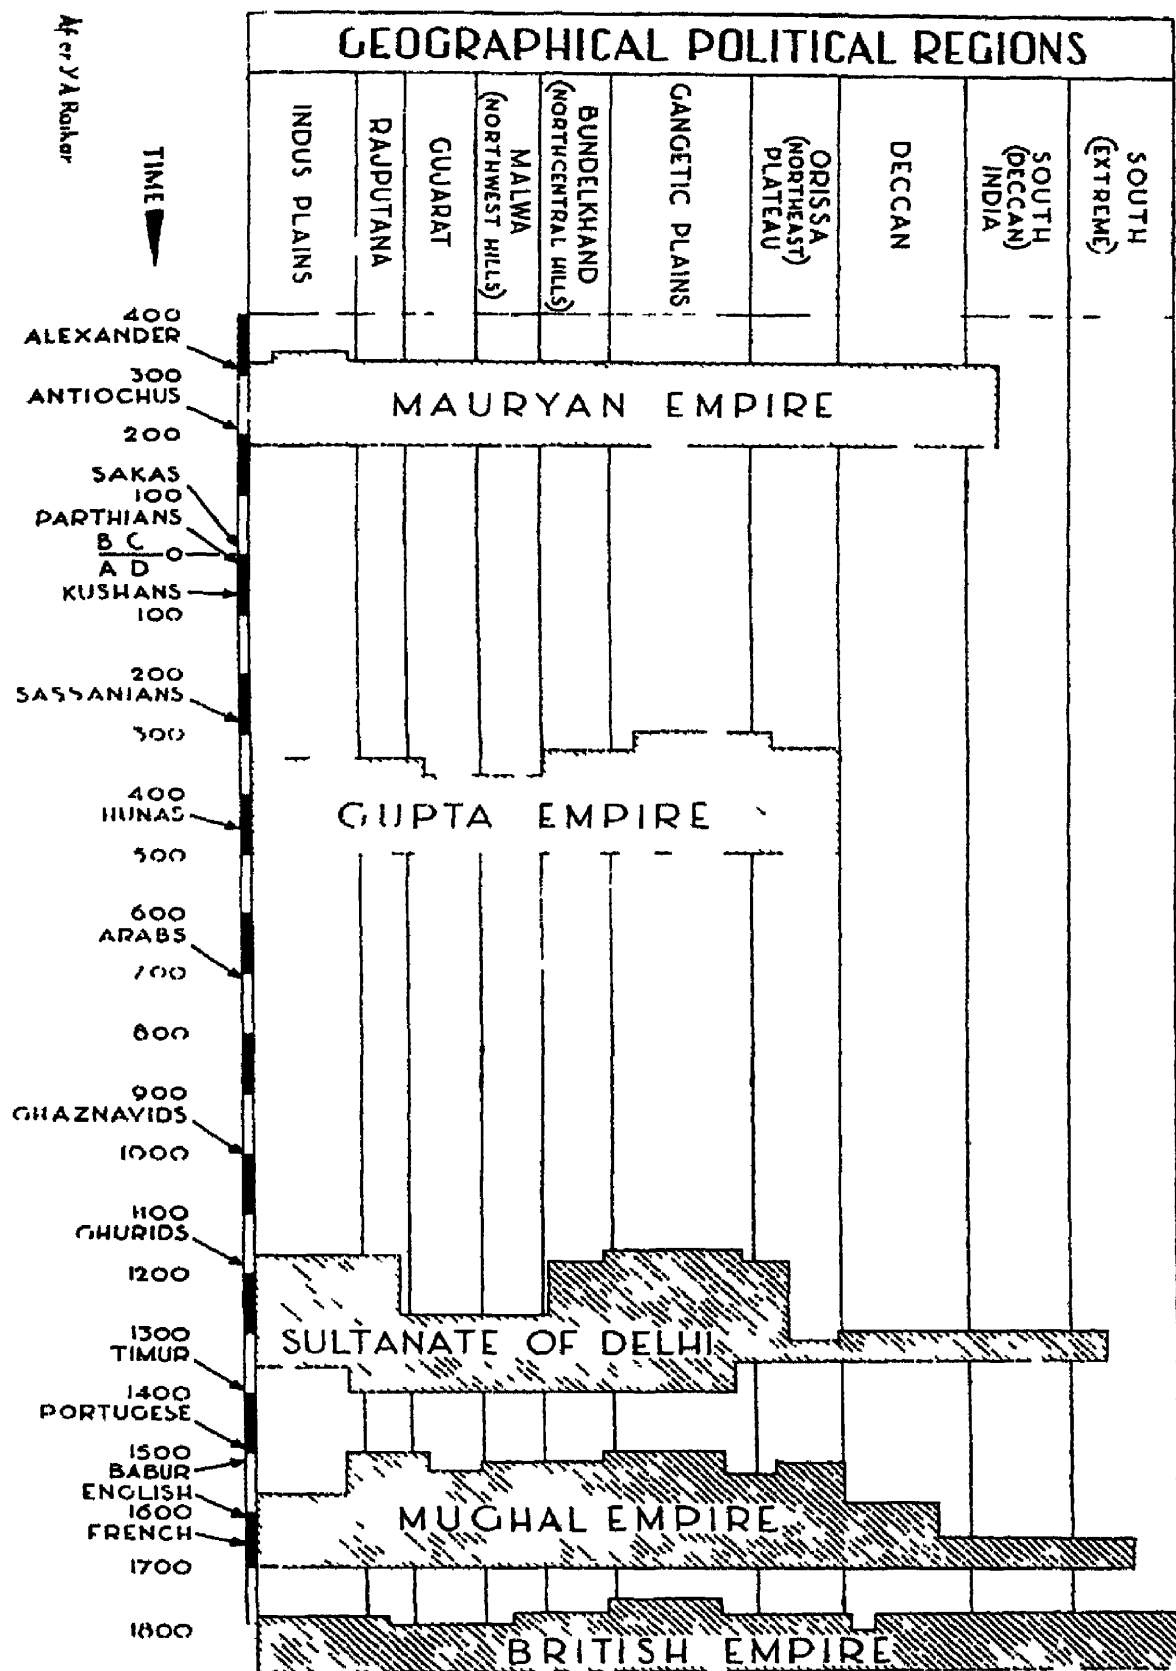 After Y A Raikar
GEOGRAPHICAL POLITICAL REGIONS
TIME
INDUS PLAINS
RAJPUTANA
GUJARAT
MALWA
(NORTHWEST HILLS)
BUNDELKHAND
(NORTHCENTRAL HILLS)
GANGETIC PLAINS
ORISSA
(NORTHEAST)
PLATEAU
DECCAN
SOUTH
(DECCAN)
INDIA
SOUTH
(EXTREME)
400
ALEXANDER
300
ANTIOCHUS
200
SAKAS
100
PARTHIANS
B C
0
A D
KUSHANS
100
200
SASSANIANS
300
400
HUNAS
500
600
ARABS
700
800
900
GHAZNAVIDS
1000
1100
GHURIDS
1200
1300
TIMUR
1400
PORTUGESE
1500
BABUR
ENGLISH
1600
FRENCH
1700
1800
MAURYAN EMPIRE
GUPTA EMPIRE
SULTANATE OF DELHI
MUGHAL EMPIRE
BRITISH EMPIRE